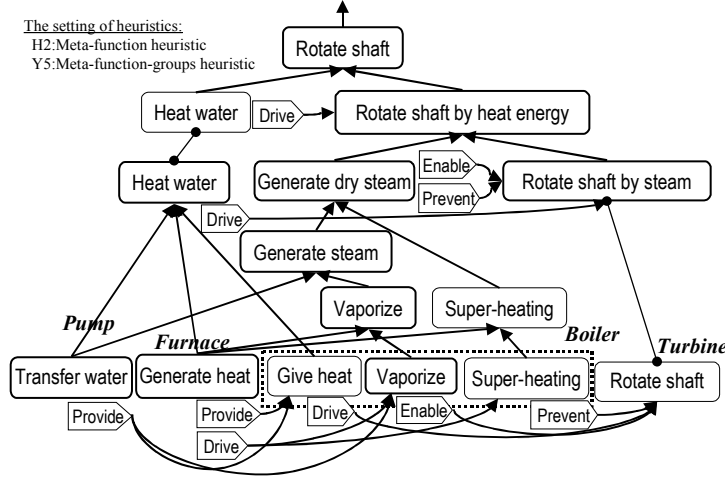 The setting of heuristics:
H2:Meta-function heuristic
Y5:Meta-function-groups heuristic
Rotate shaft
Heat water
Drive
Rotate shaft by heat energy
Heat water
Generate dry steam
Enable
Prevent
Rotate shaft by steam
Drive
Generate steam
Vaporize
Super-heating
Pump
Furnace
Boiler
Turbine
Transfer water
Generate heat
Give heat
Vaporize
Super-heating
Rotate shaft
Provide
Provide
Drive
Enable
Prevent
Drive